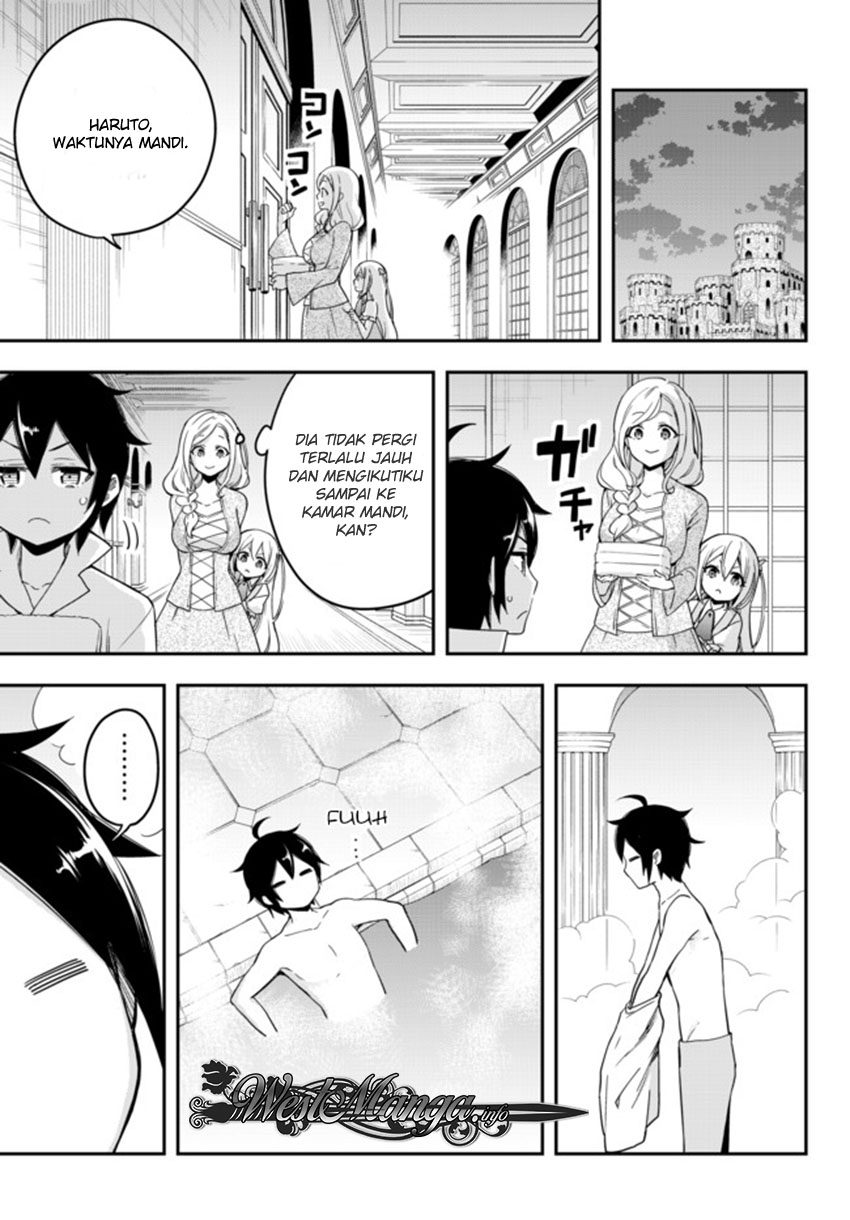 コン
コン
HARUTO,
WAKTUNYA MANDI.
ガチャ
DIA TIDAK PERGI
TERLALU JAUH
DAN MENGIKUTIKU
SAMPAI KE
KAMAR MANDI,
KAN?
FUUH
...
.......
WestManga.info